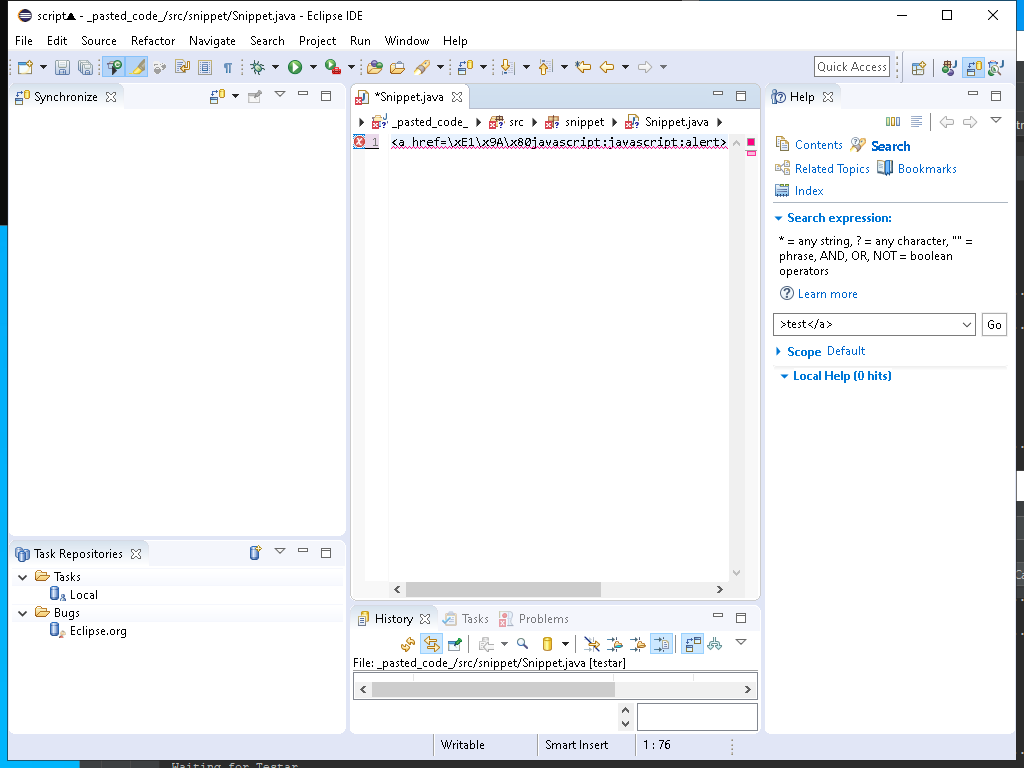 script▲ - _pasted_code_/src/snippet/Snippet.java - Eclipse IDE
File Edit Source Refactor Navigate Search Project Run Window Help
Quick Access
Synchronize
*Snippet.java
Help
_pasted_code_ src snippet Snippet.java
1 <a href=\xE1\x9A\x80javascript:javascript:alert>
Contents Search
Related Topics Bookmarks
Index
Search expression:
* = any string, ? = any character, "" =
phrase, AND, OR, NOT = boolean
operators
Learn more
>test</a> Go
Scope Default
Local Help (0 hits)
Task Repositories
Tasks
Local
Bugs
Eclipse.org
History Tasks Problems
File: _pasted_code_/src/snippet/Snippet.java [testar]
Writable Smart Insert 1 : 76
Waiting for Testar